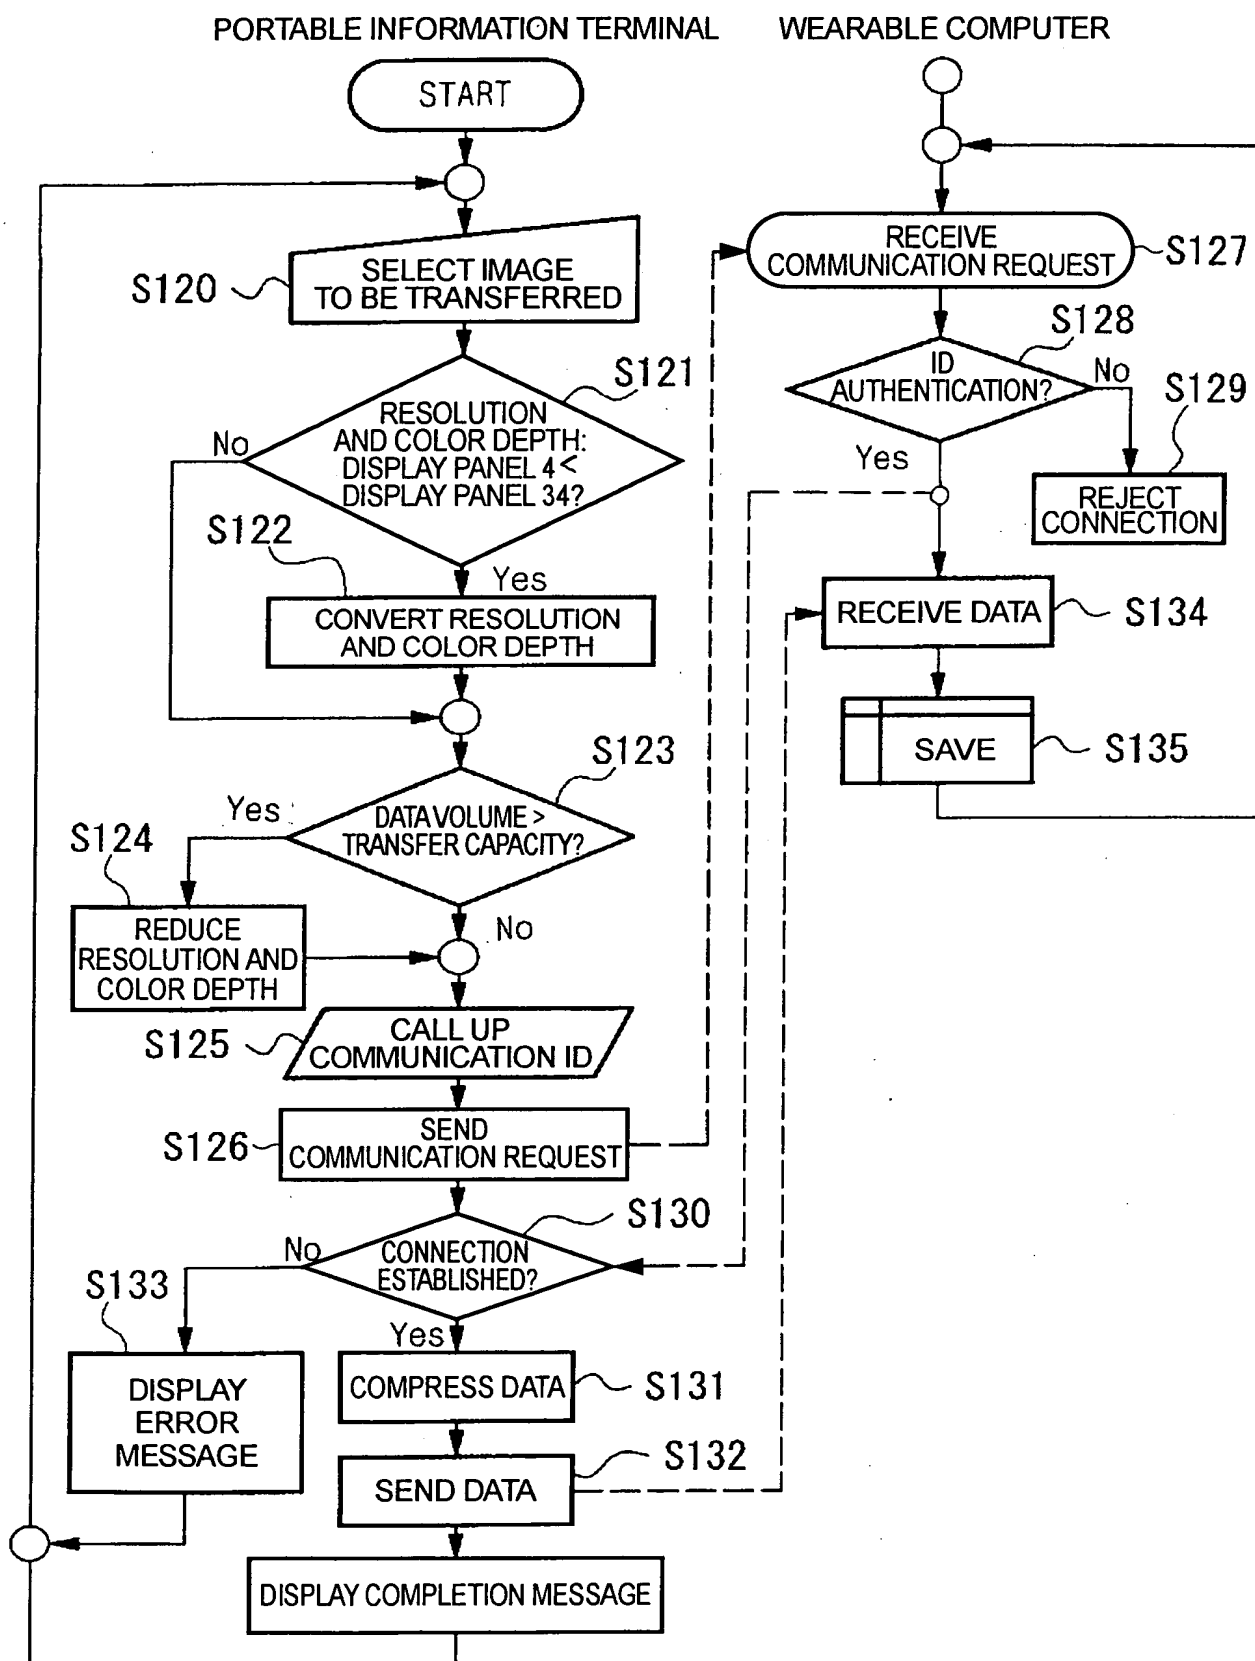 PORTABLE INFORMATION TERMINAL
WEARABLE COMPUTER
START
S120
SELECT IMAGE
TO BE TRANSFERRED
S121
RESOLUTION
AND COLOR DEPTH:
DISPLAY PANEL 4 <
DISPLAY PANEL 34?
No
Yes
S122
CONVERT RESOLUTION
AND COLOR DEPTH
S123
DATA VOLUME >
TRANSFER CAPACITY?
Yes
No
S124
REDUCE
RESOLUTION AND
COLOR DEPTH
S125
CALL UP
COMMUNICATION ID
S126
SEND
COMMUNICATION REQUEST
S130
CONNECTION
ESTABLISHED?
No
Yes
S133
DISPLAY
ERROR
MESSAGE
COMPRESS DATA
S131
SEND DATA
S132
DISPLAY COMPLETION MESSAGE
RECEIVE
COMMUNICATION REQUEST
S127
S128
ID
AUTHENTICATION?
No
Yes
S129
REJECT
CONNECTION
RECEIVE DATA
S134
SAVE
S135